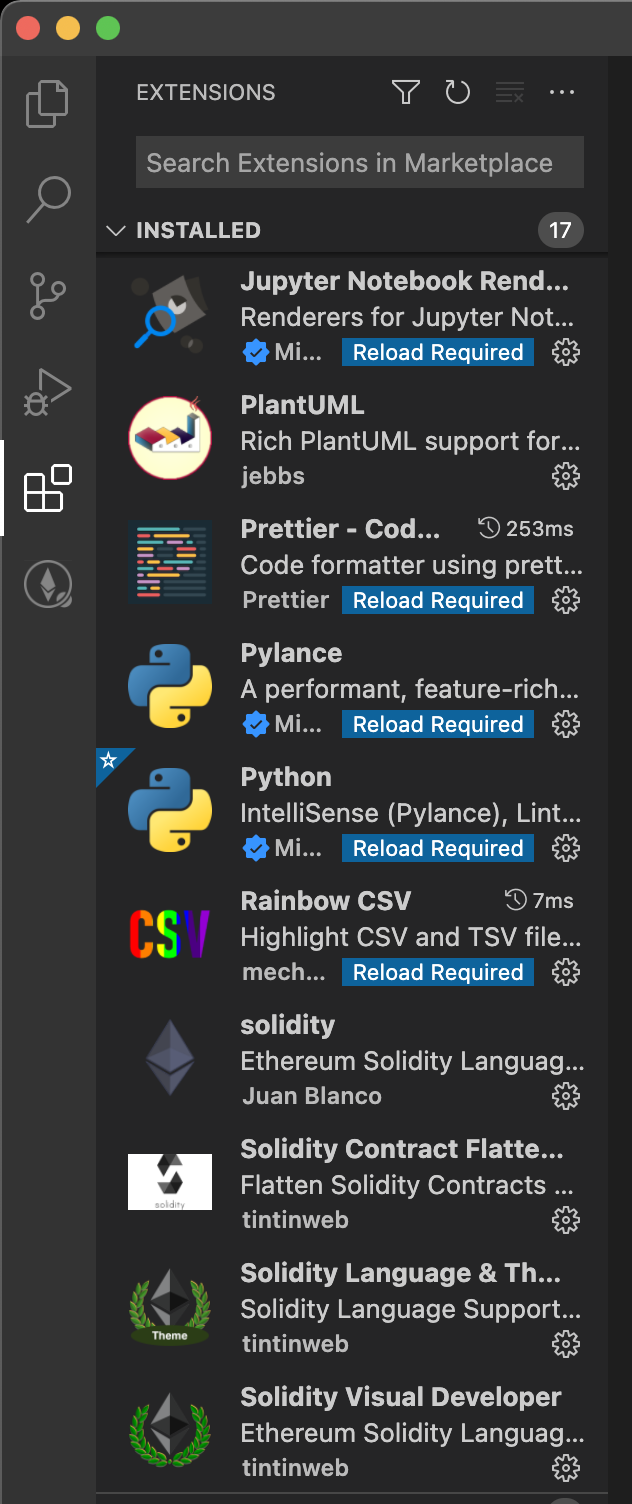 EXTENSIONS
Search Extensions in Marketplace
INSTALLED 17
Jupyter Notebook Rend...
Renderers for Jupyter Not...
Mi... Reload Required
PlantUML
Rich PlantUML support for...
jebbs
Prettier - Cod... 253ms
Code formatter using prett...
Prettier Reload Required
Pylance
A performant, feature-rich...
Mi... Reload Required
Python
IntelliSense (Pylance), Lint...
Mi... Reload Required
CSV
Rainbow CSV 7ms
Highlight CSV and TSV file...
mech... Reload Required
solidity
Ethereum Solidity Languag...
Juan Blanco
solidity
Solidity Contract Flatte...
Flatten Solidity Contracts ...
tintinweb
Theme
Solidity Language & Th...
Solidity Language Support...
tintinweb
Solidity Visual Developer
Ethereum Solidity Languag...
tintinweb